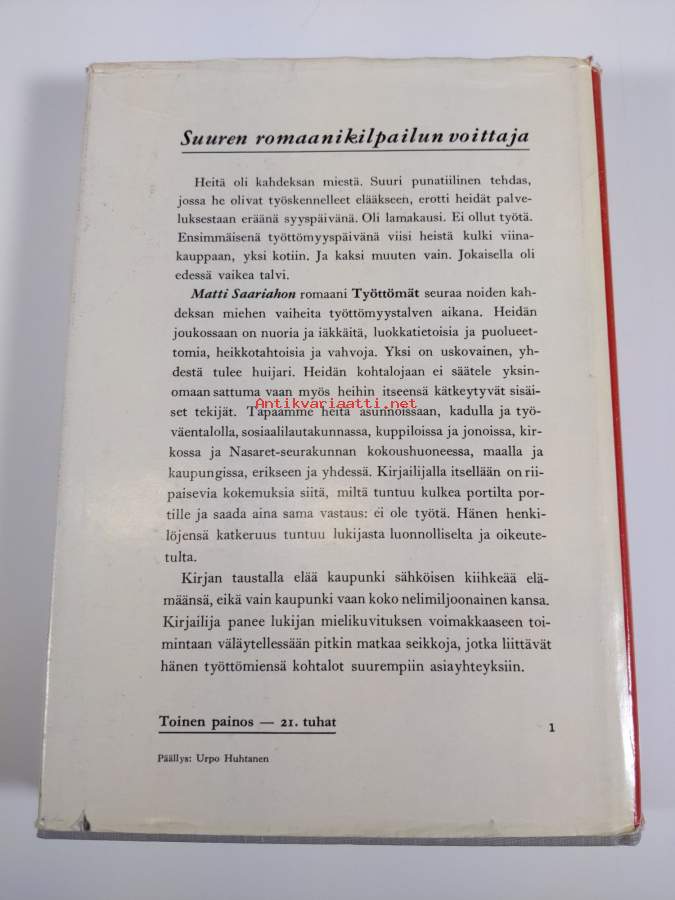 Suuren romaanikilpailun voittaja
Heitä oli kahdeksan miestä. Suuri punatiilinen tehdas,
jossa he olivat työskennelleet elääkseen, erotti heidät palve-
luksestaan eräänä syyspäivänä. Oli lamakausi. Ei ollut työtä.
Ensimmäisenä työttömyyspäivänä viisi heistä kulki viina-
kauppaan, yksi kotiin. Ja kaksi muuten vain. Jokaisella oli
edessä vaikea talvi.
Matti Saariahon romaani Työttömät seuraa noiden kah-
deksan miehen vaiheita työttömyystalven aikana. Heidän
joukossaan on nuoria ja iäkkäitä, luokkatietoisia ja puolueet-
tomia, heikkotahtoisia ja vahvoja. Yksi on uskovainen, yh-
destä tulee huijari. Heidän kohtalojaan ei säätele yksin-
omaan sattuma vaan myös heihin itseensä kätkeytyvät sisäi-
set tekijät. Tapaamme heitä asunnoissaan, kadulla ja työ-
Antikvariaatti.net
väentalolla, sosiaalilautakunnassa, kuppiloissa ja jonoissa, kir-
kossa ja Nasaret-seurakunnan kokoushuoneessa, maalla ja
kaupungissa, erikseen ja yhdessä. Kirjailijalla itsellään on rii-
paisevia kokemuksia siitä, miltä tuntuu kulkea portilta por-
tille ja saada aina sama vastaus: ei ole työtä. Hänen henki-
löjensä katkeruus tuntuu lukijasta luonnolliselta ja oikeute-
tulta.
Kirjan taustalla elää kaupunki sähköisen kiihkeää elä-
määnsä, eikä vain kaupunki vaan koko nelimiljoonainen kansa.
Kirjailija panee lukijan mielikuvituksen voimakkaaseen toi-
mintaan väläytellessään pitkin matkaa seikkoja, jotka liittävät
hänen työttömiensä kohtalot suurempiin asiayhteyksiin.
Toinen painos — 21. tuhat
1
Päällys: Urpo Huhtanen